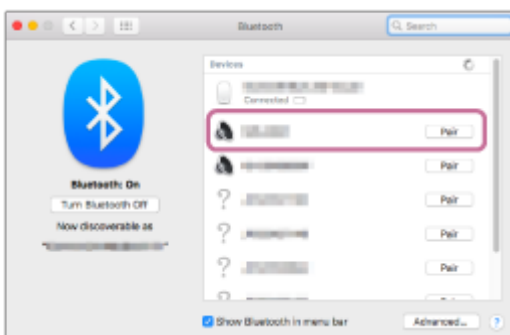 Bluetooth
Search
Devices
Connected
Pair
Pair
Pair
Pair
Pair
Bluetooth: On
Turn Bluetooth Off
Now discoverable as
Show Bluetooth in menu bar
Advanced...
?